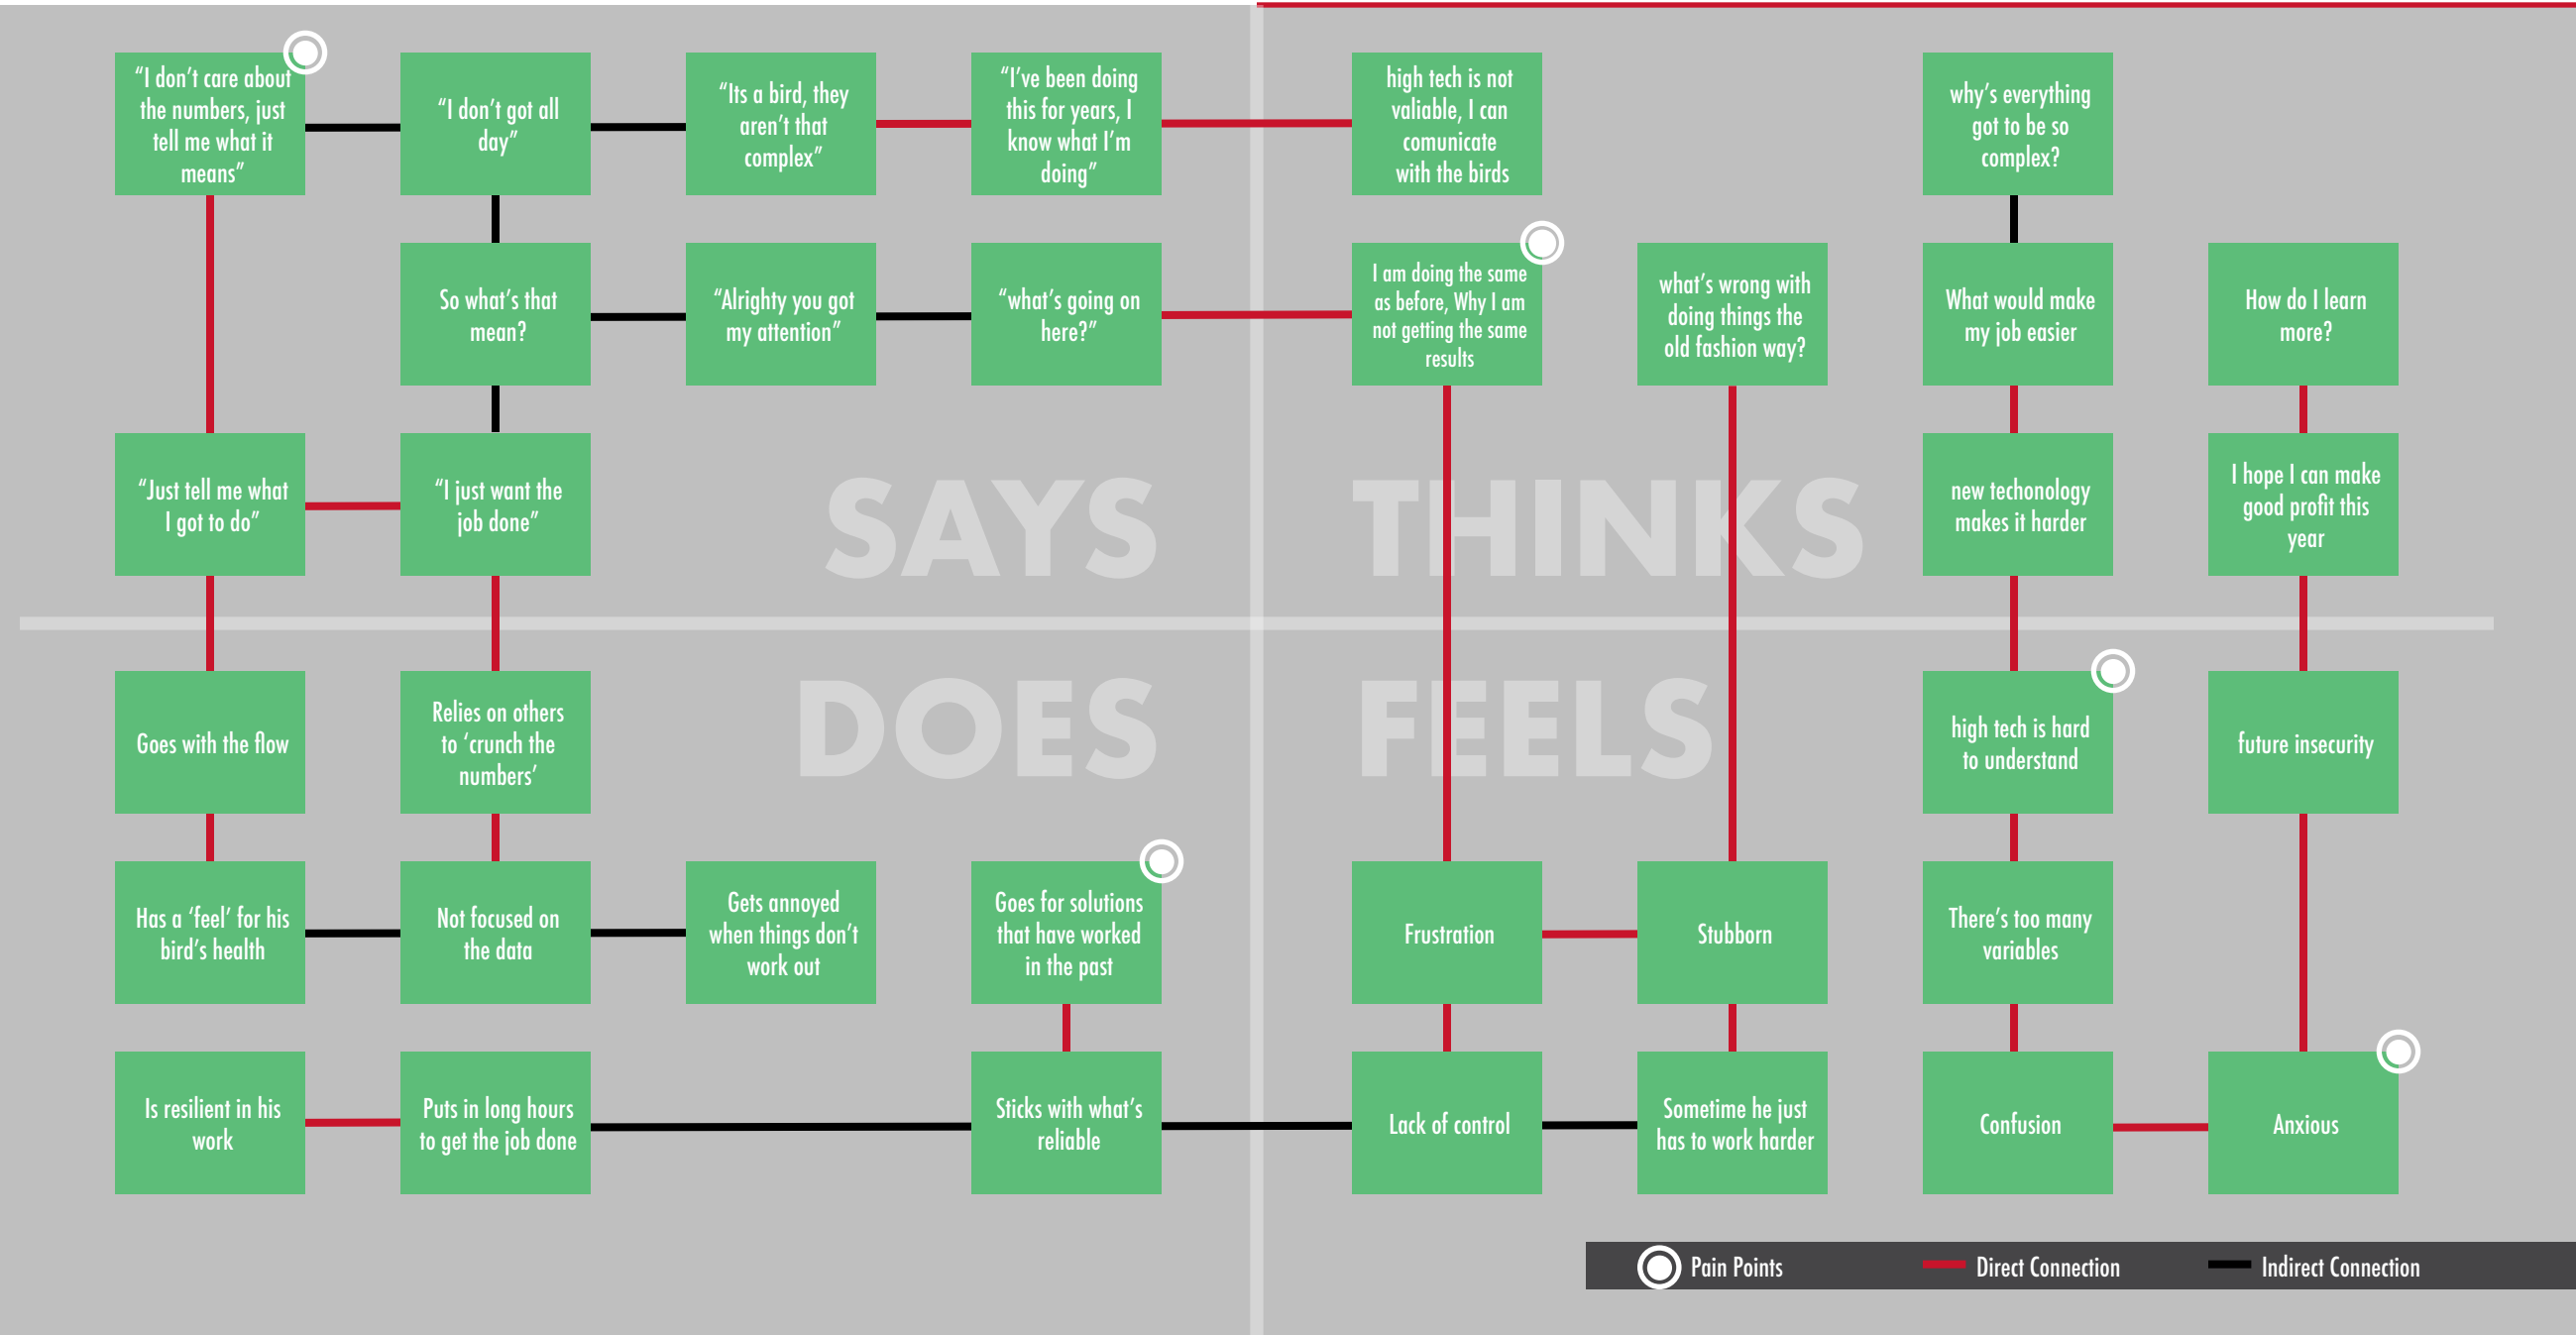 “I don’t care about
the numbers, just
tell me what it
means”
“I don’t got all
day”
“Its a bird, they
aren’t that
complex”
“I’ve been doing
this for years, I
know what I’m
doing”
high tech is not
valiable, I can
comunicate
with the birds
why’s everything
got to be so
complex?
So what’s that
mean?
“Alrighty you got
my attention”
“what’s going on
here?”
I am doing the same
as before, Why I am
not getting the same
results
what’s wrong with
doing things the
old fashion way?
What would make
my job easier
How do I learn
more?
“Just tell me what
I got to do”
“I just want the
job done”
SAYS
THINKS
new techonology
makes it harder
I hope I can make
good profit this
year
Goes with the flow
Relies on others
to ‘crunch the
numbers’
DOES
FEELS
high tech is hard
to understand
future insecurity
Has a ‘feel’ for his
bird’s health
Not focused on
the data
Gets annoyed
when things don’t
work out
Goes for solutions
that have worked
in the past
Frustration
Stubborn
There’s too many
variables
Is resilient in his
work
Puts in long hours
to get the job done
Sticks with what’s
reliable
Lack of control
Sometime he just
has to work harder
Confusion
Anxious
Pain Points
Direct Connection
Indirect Connection